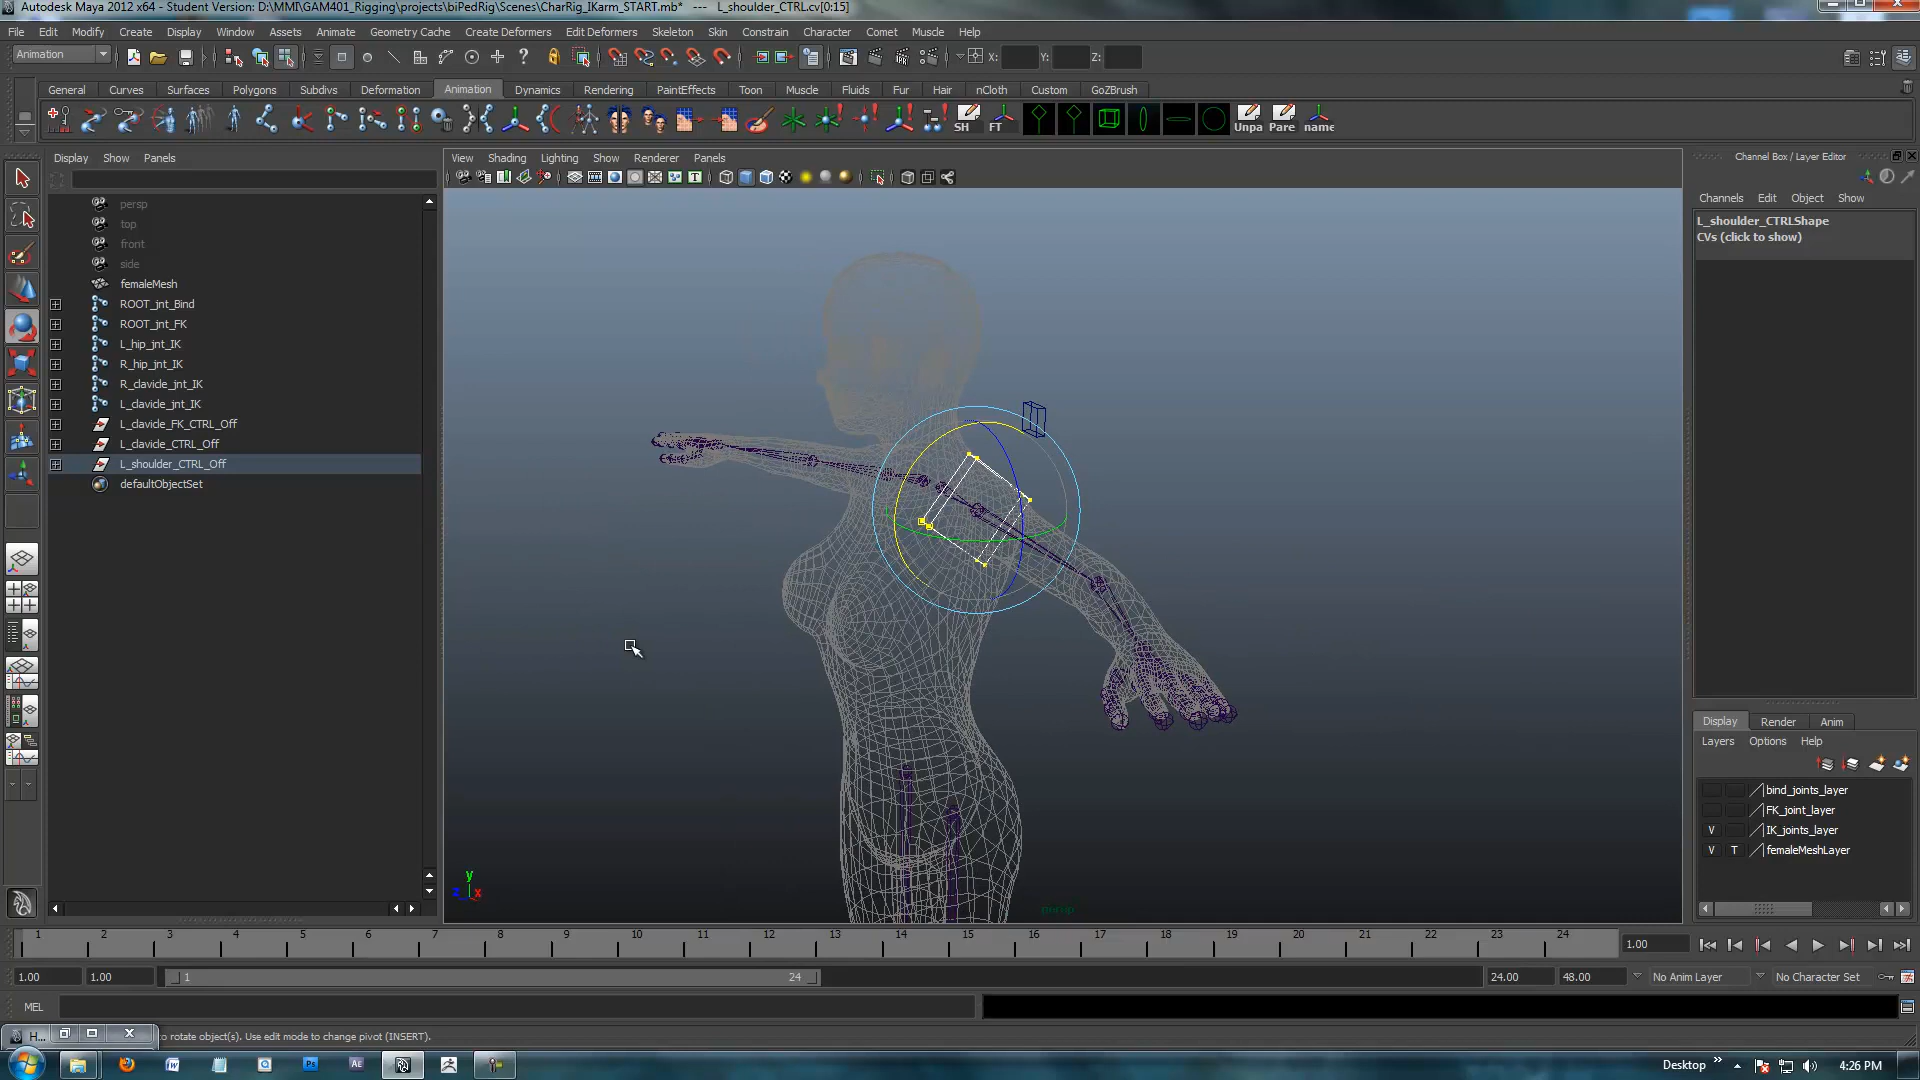 Autodesk Maya 2012 x64 - Student Version: D:\MMI\GAM401_Rigging\projects\biPedRig\Scenes\CharRig_IKarm_START.mb* --- L_shoulder_CTRL.cv[0:15]
File Edit Modify Create Display Window Assets Animate Geometry Cache Create Deformers Edit Deformers Skeleton Skin Constrain Character Comet Muscle Help
Animation X: Y: Z:
General Curves Surfaces Polygons Subdivs Deformation Animation Dynamics Rendering PaintEffects Toon Muscle Fluids Fur Hair nCloth Custom GoZBrush
SH FT Unpa Pare name
Display Show Panels
View Shading Lighting Show Renderer Panels
Channel Box / Layer Editor
Channels Edit Object Show
L_shoulder_CTRLShape
CVs (click to show)
persp
top
front
side
femaleMesh
ROOT_jnt_Bind
ROOT_jnt_FK
L_hip_jnt_IK
R_hip_jnt_IK
R_clavicle_jnt_IK
L_clavicle_jnt_IK
L_clavicle_FK_CTRL_Off
L_clavicle_CTRL_Off
L_shoulder_CTRL_Off
defaultObjectSet
y
z x
persp
Display Render Anim
Layers Options Help
bind_joints_layer
FK_joint_layer
V IK_joints_layer
V T femaleMeshLayer
1 2 3 4 5 6 7 8 9 10 11 12 13 14 15 16 17 18 19 20 21 22 23 24 1.00
1.00 1.00 1 24 24.00 48.00 No Anim Layer No Character Set
MEL
H... to rotate object(s). Use edit mode to change pivot (INSERT).
Desktop 4:26 PM